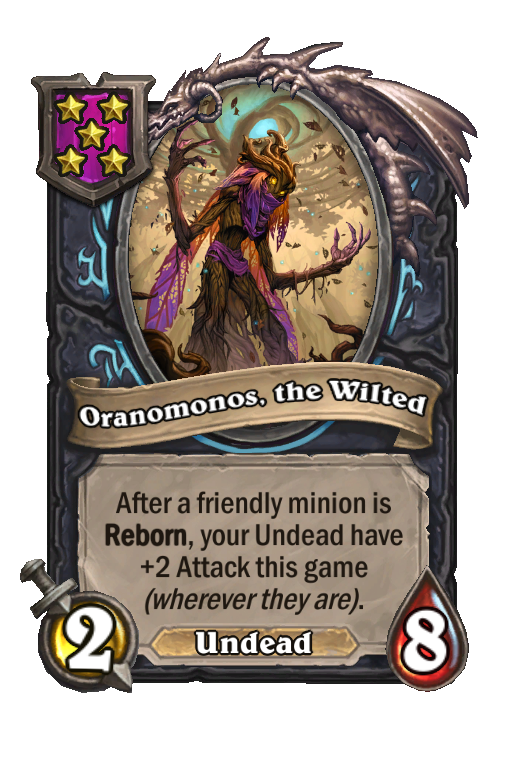 Oranomonos, the Wilted
After a friendly minion is
Reborn, your Undead have
+2 Attack this game
(wherever they are).
2
Undead
8